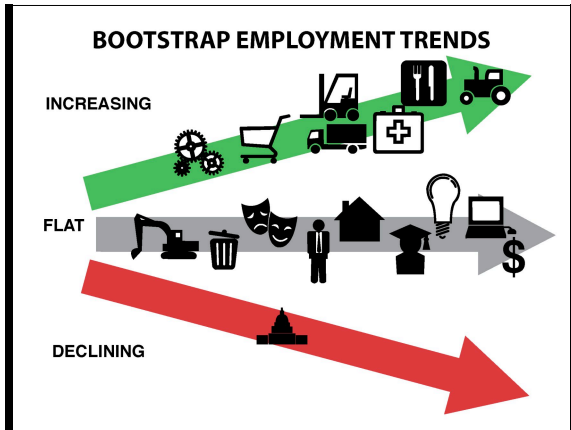 BOOTSTRAP EMPLOYMENT TRENDS
INCREASING
FLAT
$
DECLINING